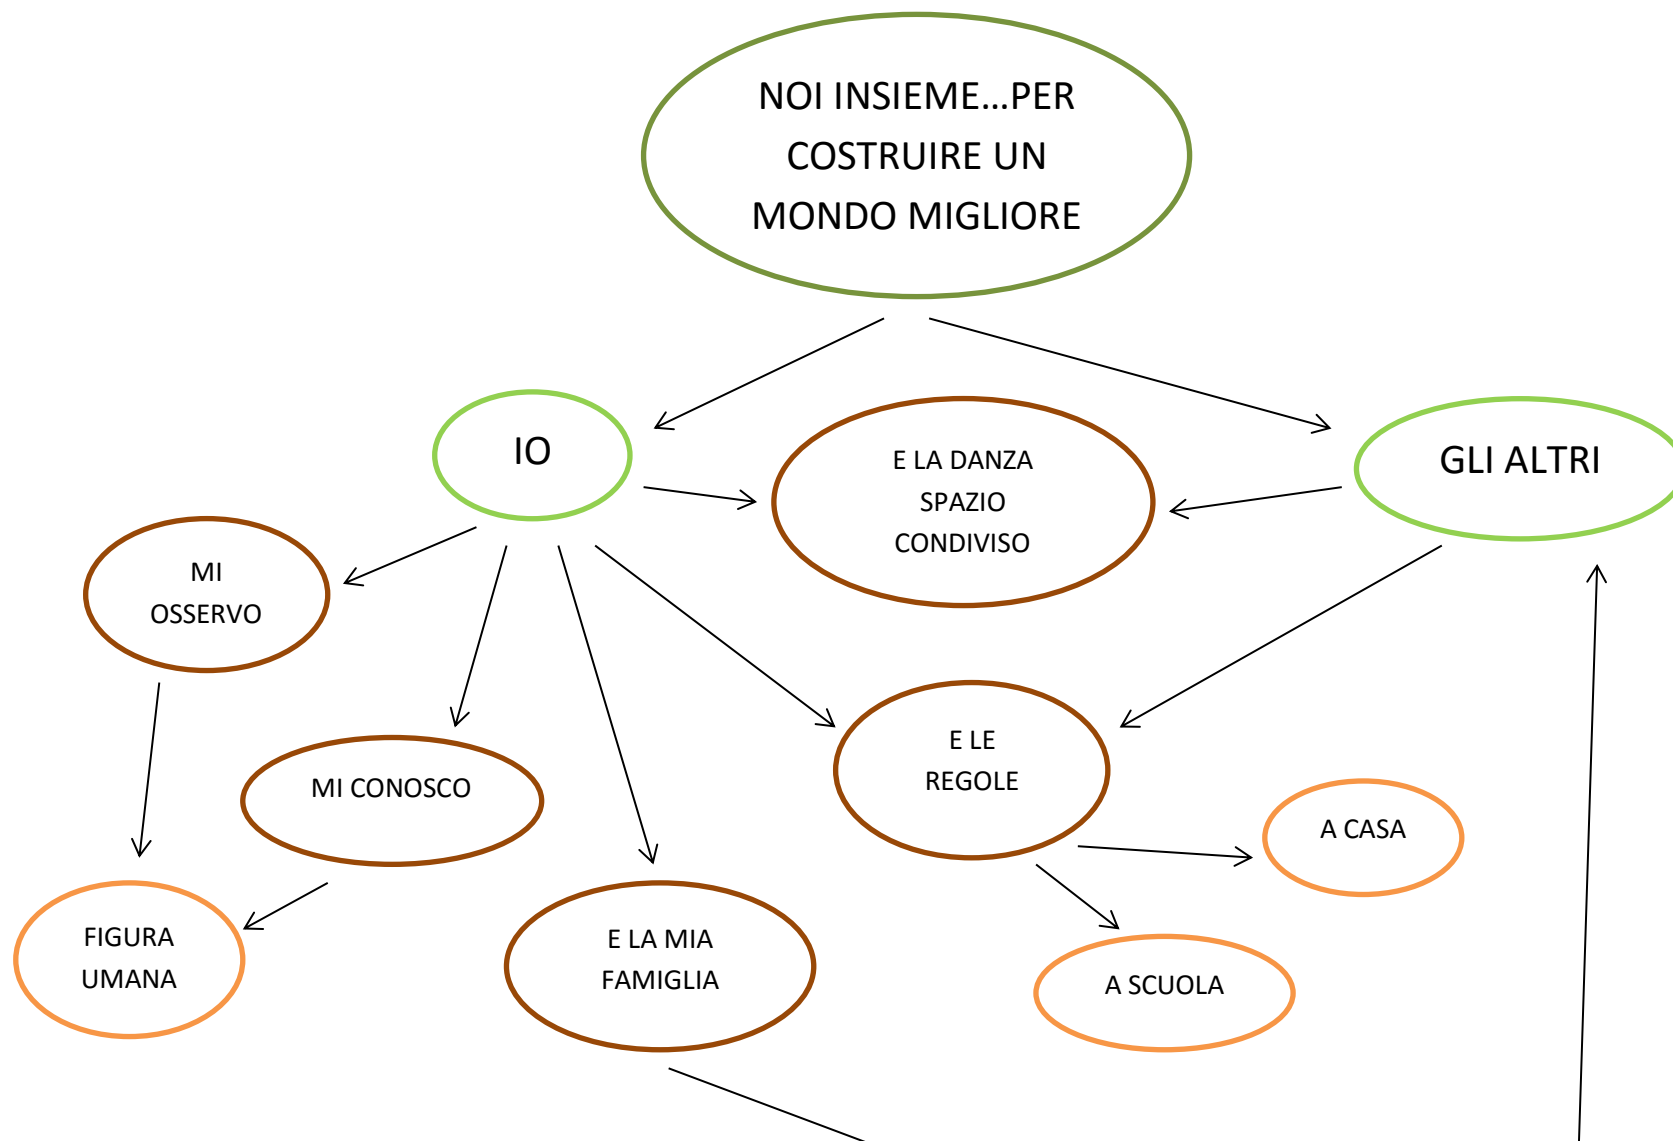 NOI INSIEME...PER
COSTRUIRE UN
MONDO MIGLIORE
IO
E LA DANZA
SPAZIO
CONDIVISO
GLI ALTRI
MI
OSSERVO
MI CONOSCO
E LE
REGOLE
A CASA
FIGURA
UMANA
E LA MIA
FAMIGLIA
A SCUOLA